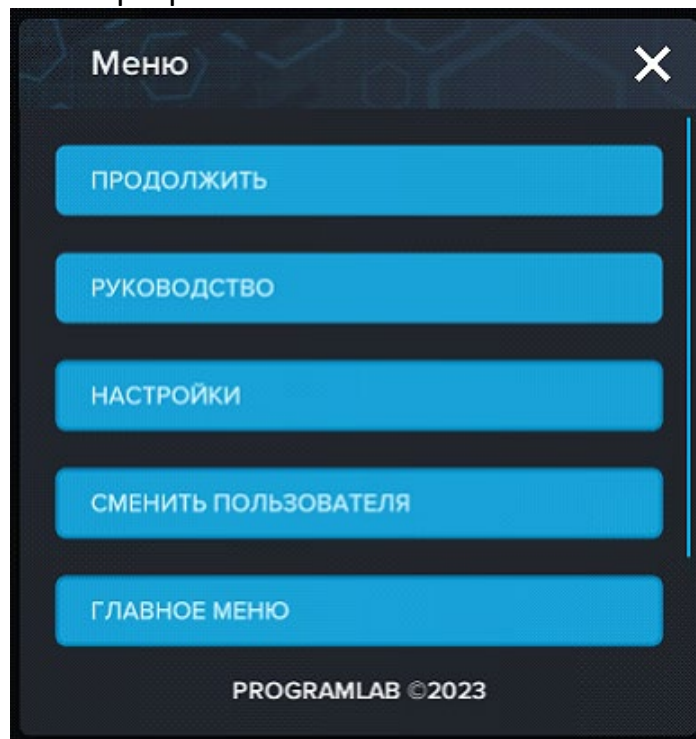 Меню
ПРОДОЛЖИТЬ
РУКОВОДСТВО
НАСТРОЙКИ
СМЕНИТЬ ПОЛЬЗОВАТЕЛЯ
ГЛАВНОЕ МЕНЮ
PROGRAMLAB ©2023